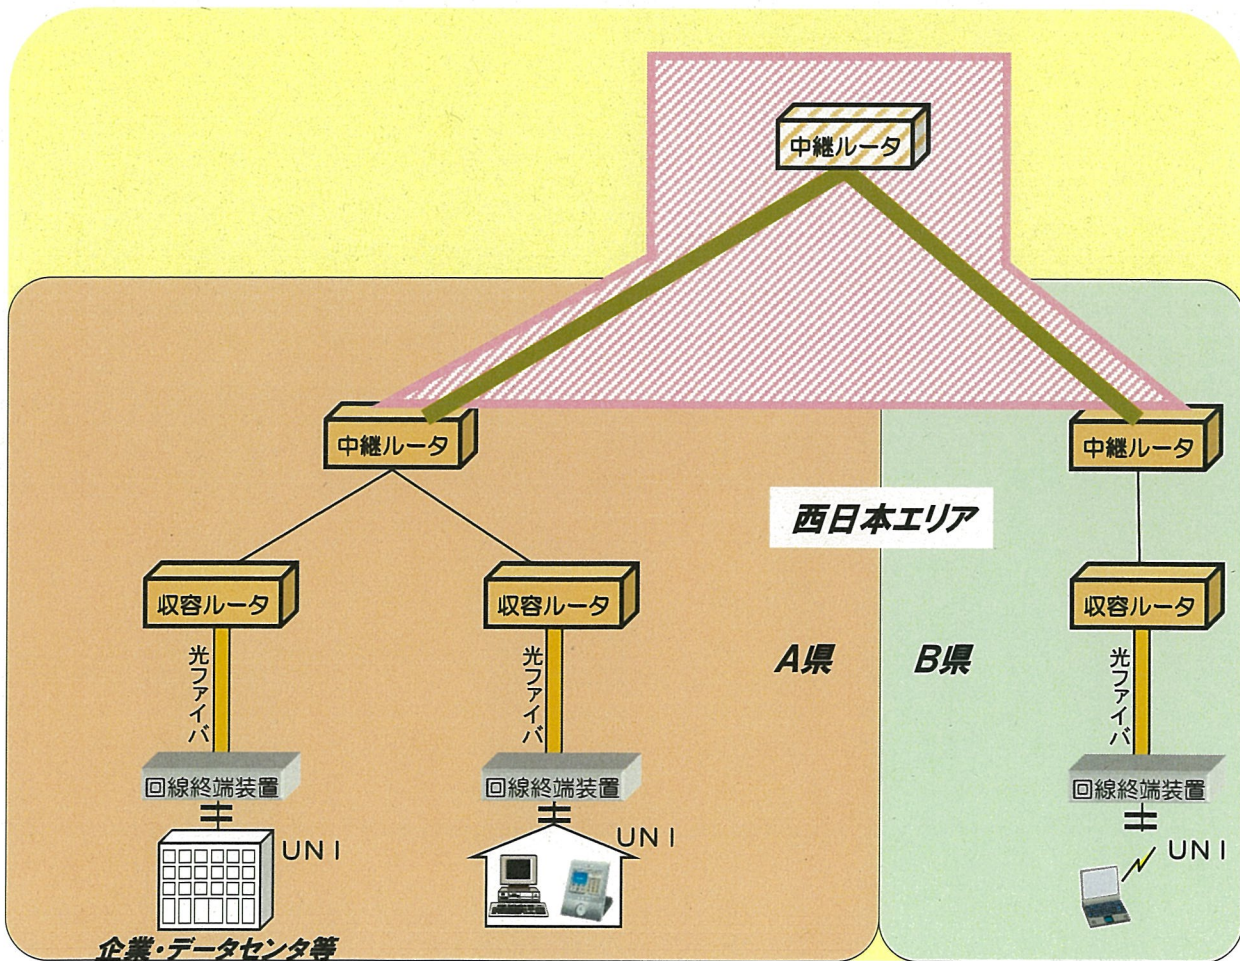 中継ルータ
中継ルータ
中継ルータ
西日本エリア
収容ルータ
収容ルータ
収容ルータ
A県
B県
光ファイバ
光ファイバ
光ファイバ
回線終端装置
回線終端装置
回線終端装置
UNI
UNI
UNI
企業・データセンタ等